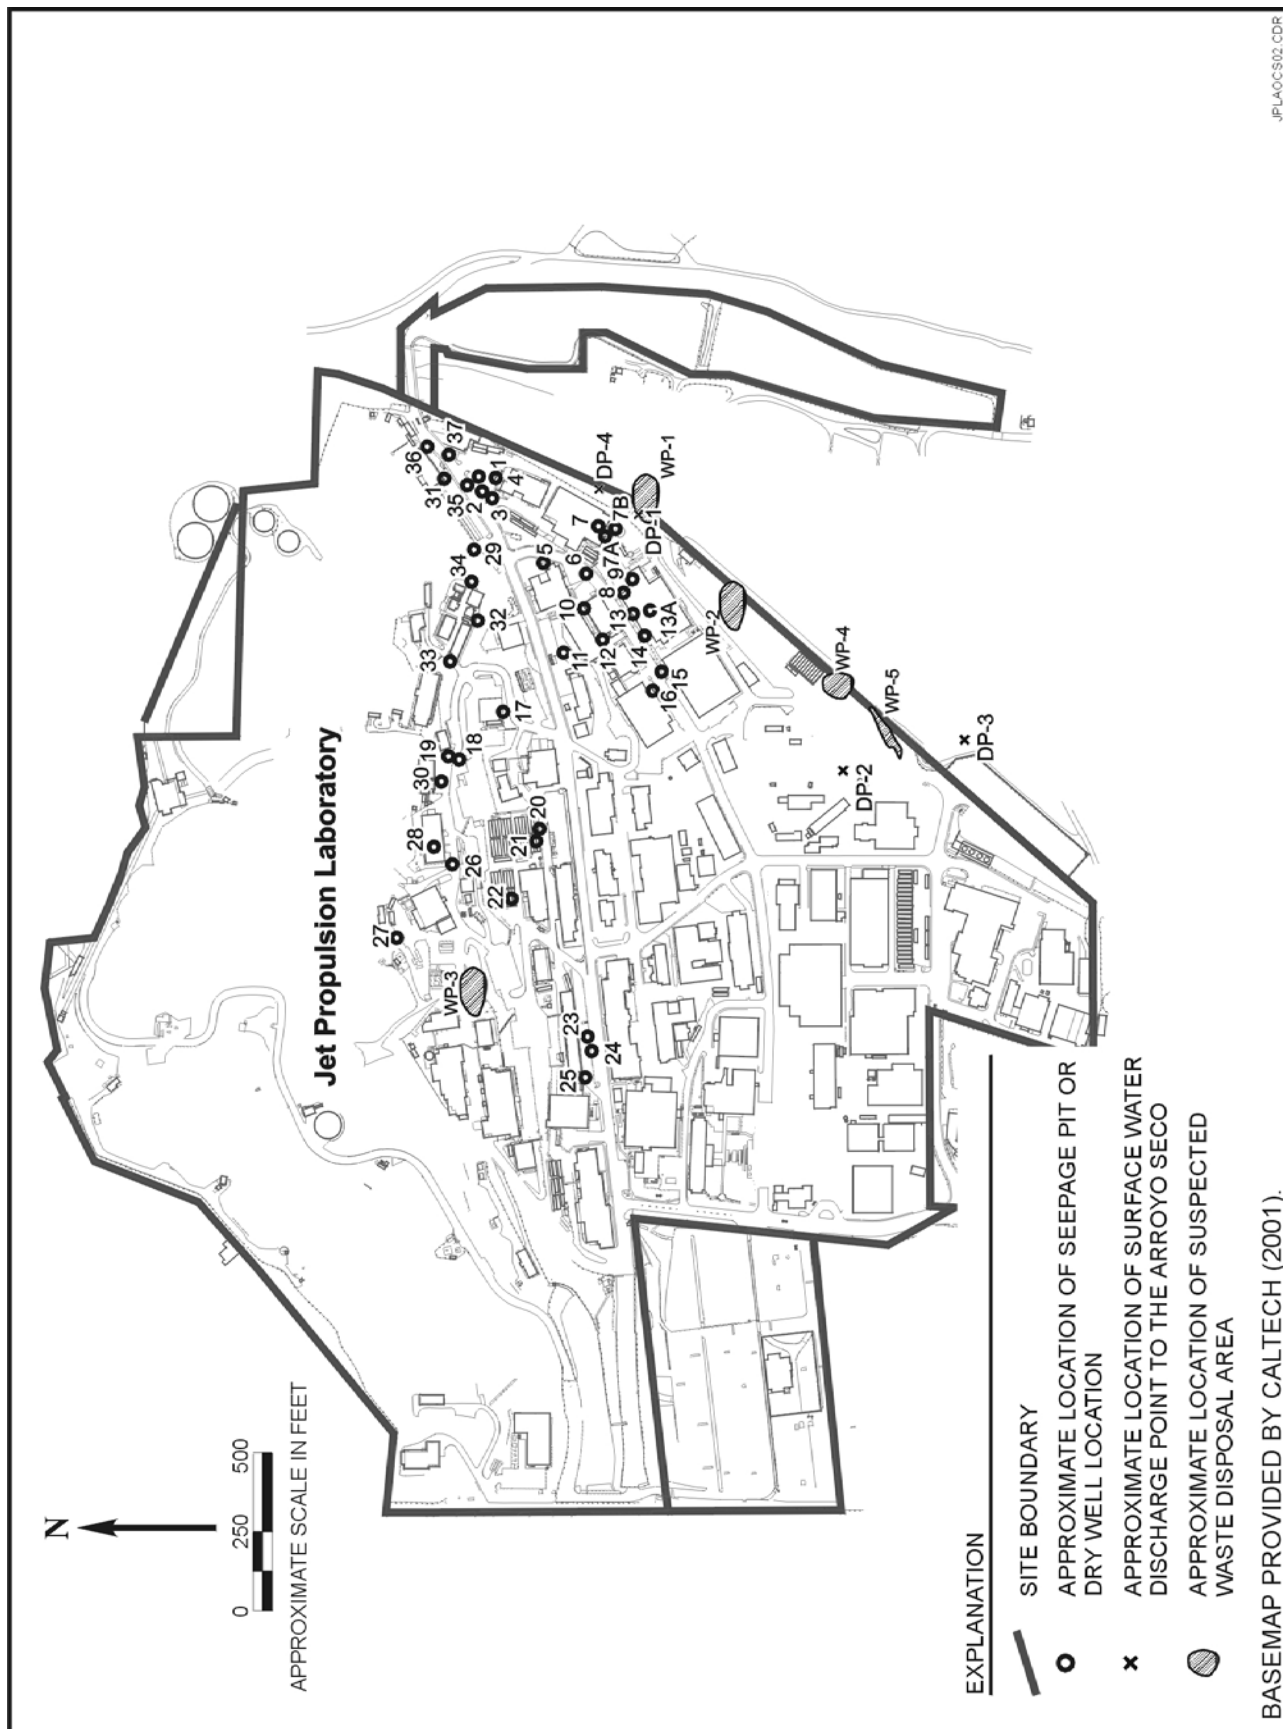 N
0 250 500
APPROXIMATE SCALE IN FEET
Jet Propulsion Laboratory
27
36
28
30
19
31
33
37
WP-3
26
34
35
18
2
32
29
22
3
17
4
1
21
20
5
25
23
11
6
10
7
DP-4
24
12
8
9
7A
7B
13
16
14
DP-1
13A
15
WP-1
WP-2
WP-4
DP-2
WP-5
DP-3
EXPLANATION
SITE BOUNDARY
APPROXIMATE LOCATION OF SEEPAGE PIT OR
DRY WELL LOCATION
APPROXIMATE LOCATION OF SURFACE WATER
DISCHARGE POINT TO THE ARROYO SECO
APPROXIMATE LOCATION OF USPECTED
WASTE DISPOSAL AREA
BASEMAP PROVIDED BY CALTECH (2001).
JPLAOCS02.CDR